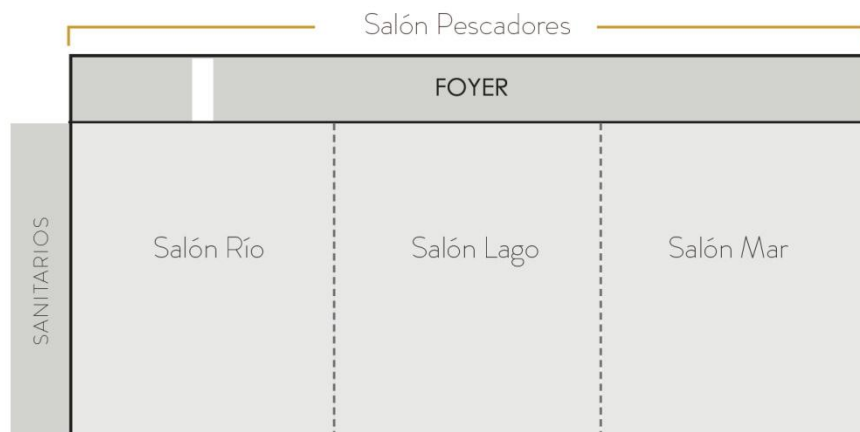 Salón Pescadores
FOYER
SANITARIOS
Salón Río
Salón Lago
Salón Mar